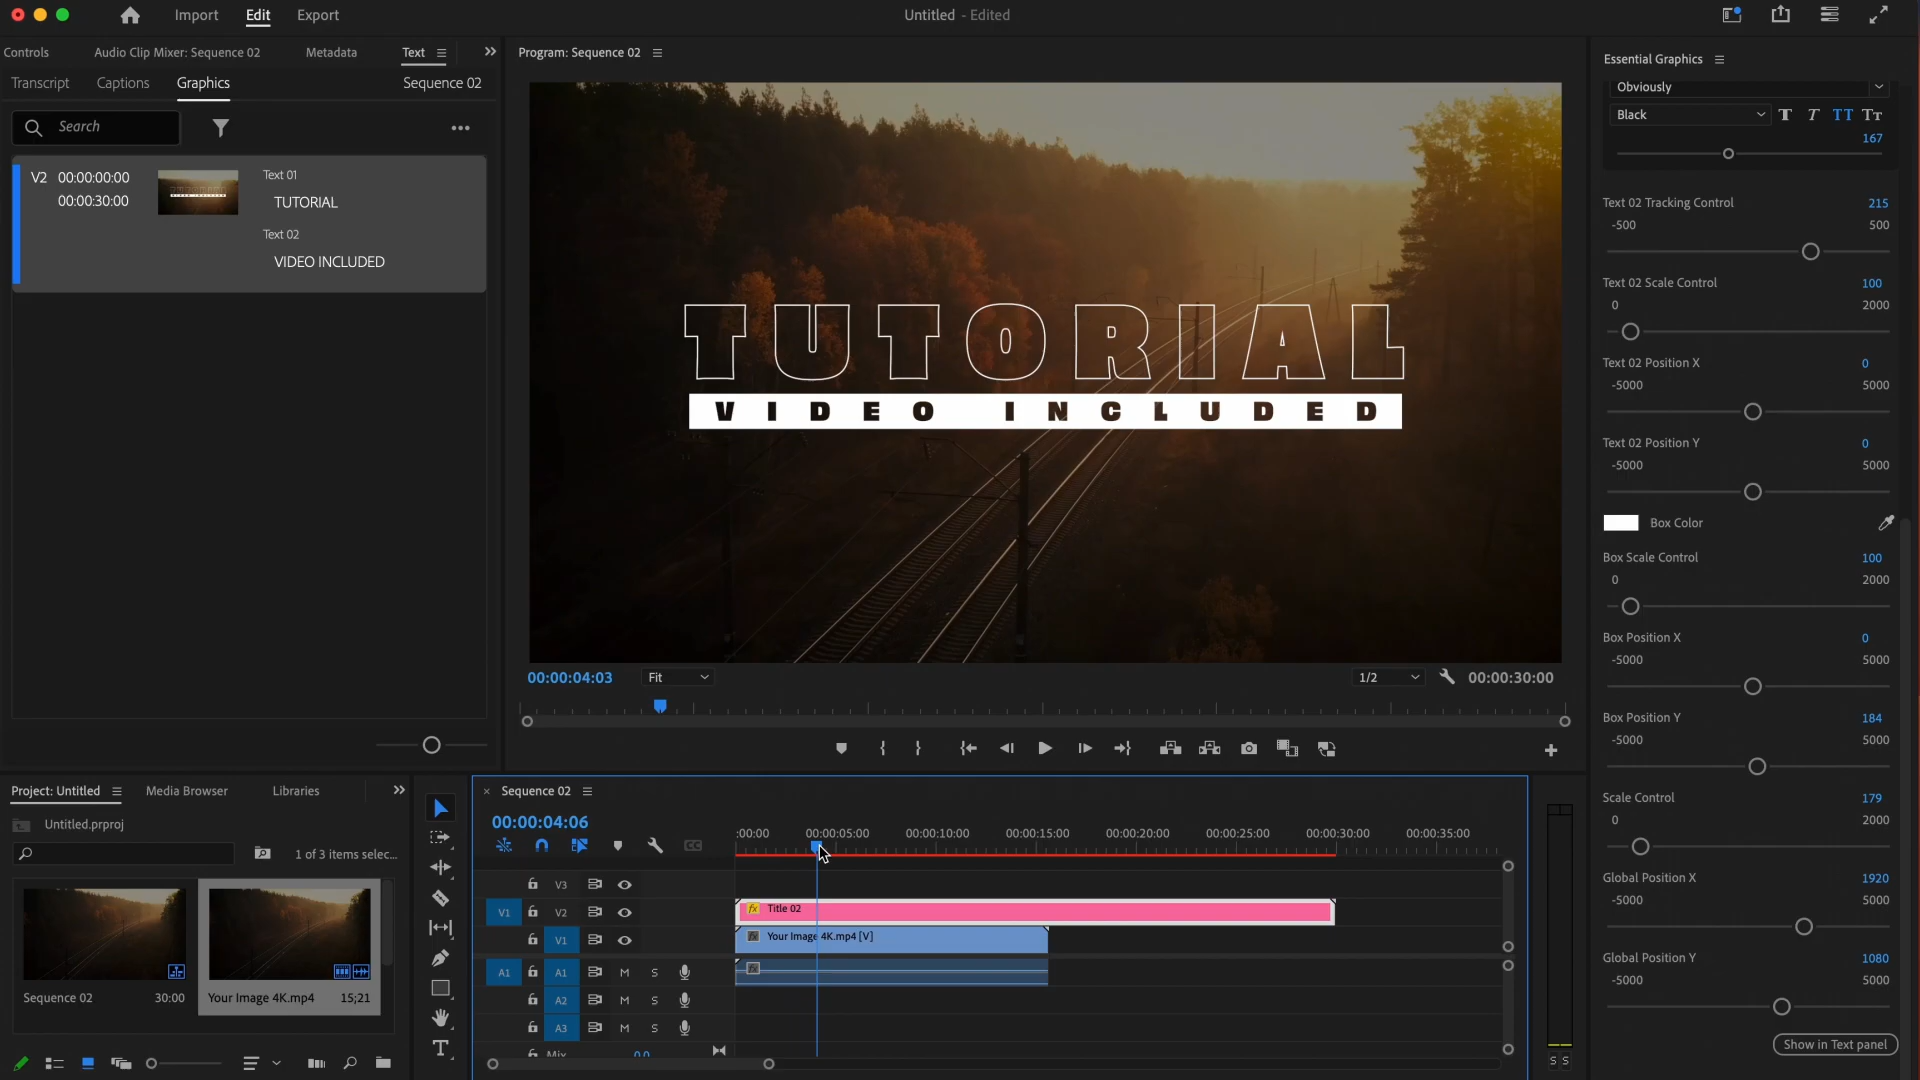 Import Edit Export
Untitled - Edited
Controls Audio Clip Mixer: Sequence 02 Metadata Text
Transcript Captions Graphics Sequence 02
Search
V2 00:00:00:00
00:00:30:00
Text 01
TUTORIAL
Text 02
VIDEO INCLUDED
Program: Sequence 02
TUTORIAL
VIDEO INCLUDED
00:00:04:03 Fit 1/2 00:00:30:00
Essential Graphics
Obviously
Black T T TT Tт
167
Text 02 Tracking Control 215
-500 500
Text 02 Scale Control 100
0 2000
Text 02 Position X 0
-5000 5000
Text 02 Position Y 0
-5000 5000
Box Color
Box Scale Control 100
0 2000
Box Position X 0
-5000 5000
Box Position Y 184
-5000 5000
Scale Control 179
0 2000
Global Position X 1920
-5000 5000
Global Position Y 1080
-5000 5000
Show in Text panel
Project: Untitled Media Browser Libraries
Untitled.prproj
1 of 3 items selec...
Sequence 02 30:00
Your Image 4K.mp4 15;21
T
Sequence 02
00:00:04:06
CC
:00:00 00:00:05:00 00:00:10:00 00:00:15:00 00:00:20:00 00:00:25:00 00:00:30:00 00:00:35:00
V3
V1 V2 fx Title 02
V1 fx Your Image 4K.mp4 [V]
A1 A1 M S fx
A2 M S
A3 M S
Mix 0.0
S S